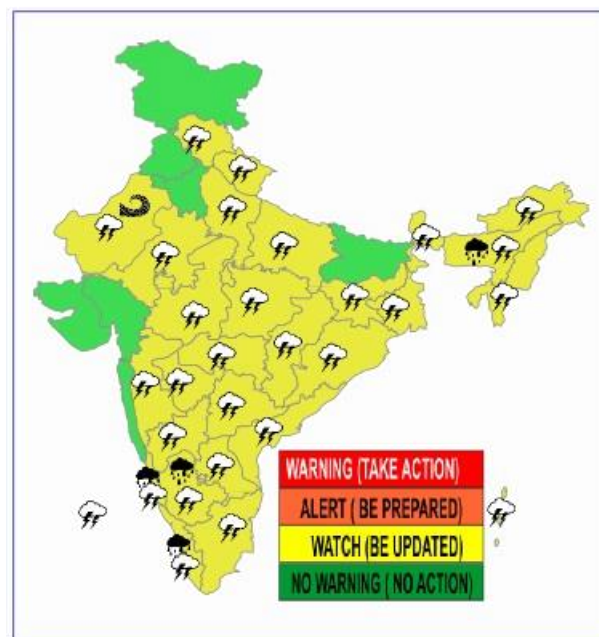 WARNING (TAKE ACTION)
ALERT ( BE PREPARED)
WATCH (BE UPDATED)
NO WARNING ( NO ACTION)